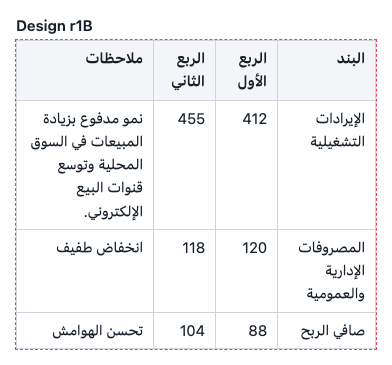 Design r1B
البند
الربع
الأول
الربع
الثاني
ملاحظات
الإيرادات
التشغيلية
412
455
نمو مدفوع بزيادة
المبيعات في السوق
المحلية وتوسع
قنوات البيع
الإلكتروني.
المصروفات
الإدارية
والعمومية
120
118
انخفاض طفيف
صافي الربح
88
104
تحسن الهوامش